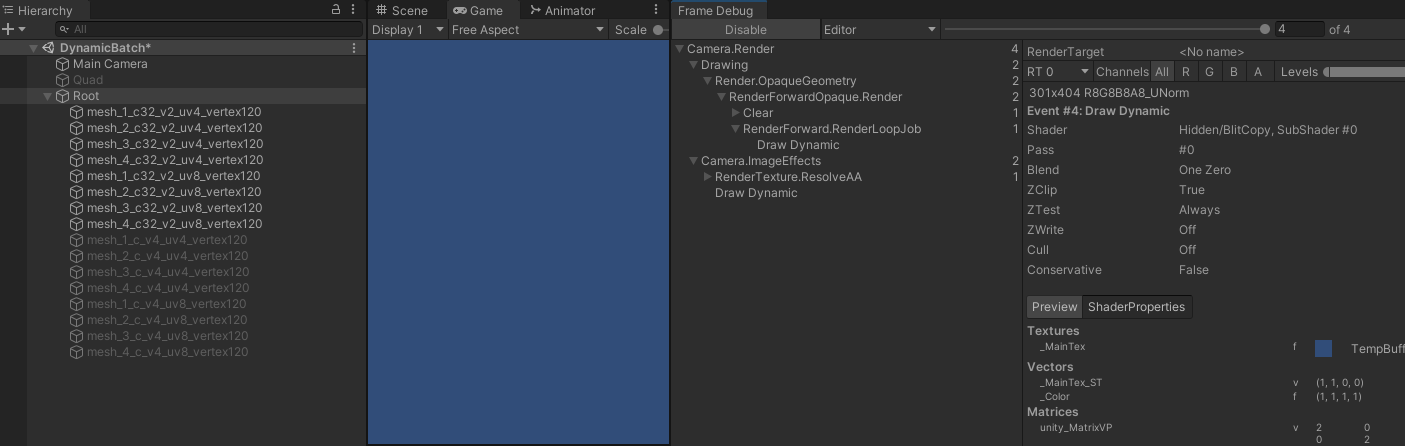 Hierarchy
All
DynamicBatch*
Main Camera
Quad
Root
mesh_1_c32_v2_uv4_vertex120
mesh_2_c32_v2_uv4_vertex120
mesh_3_c32_v2_uv4_vertex120
mesh_4_c32_v2_uv4_vertex120
mesh_1_c32_v2_uv8_vertex120
mesh_2_c32_v2_uv8_vertex120
mesh_3_c32_v2_uv8_vertex120
mesh_4_c32_v2_uv8_vertex120
mesh_1_c_v4_uv4_vertex120
mesh_2_c_v4_uv4_vertex120
mesh_3_c_v4_uv4_vertex120
mesh_4_c_v4_uv4_vertex120
mesh_1_c_v4_uv8_vertex120
mesh_2_c_v4_uv8_vertex120
mesh_3_c_v4_uv8_vertex120
mesh_4_c_v4_uv8_vertex120
Scene Game Animator
Display 1 Free Aspect Scale
Frame Debug
Disable Editor 4 of 4
Camera.Render 4
Drawing 2
Render.OpaqueGeometry 2
RenderForwardOpaque.Render 2
Clear 1
RenderForward.RenderLoopJob 1
Draw Dynamic
Camera.ImageEffects 2
RenderTexture.ResolveAA 1
Draw Dynamic
RenderTarget <No name>
RT 0 Channels All R G B A Levels
301x404 R8G8B8A8_UNorm
Event #4: Draw Dynamic
Shader Hidden/BlitCopy, SubShader #0
Pass #0
Blend One Zero
ZClip True
ZTest Always
ZWrite Off
Cull Off
Conservative False
Preview ShaderProperties
Textures
_MainTex f TempBuff
Vectors
_MainTex_ST v (1, 1, 0, 0)
_Color f (1, 1, 1, 1)
Matrices
unity_MatrixVP v 2 0
0 2